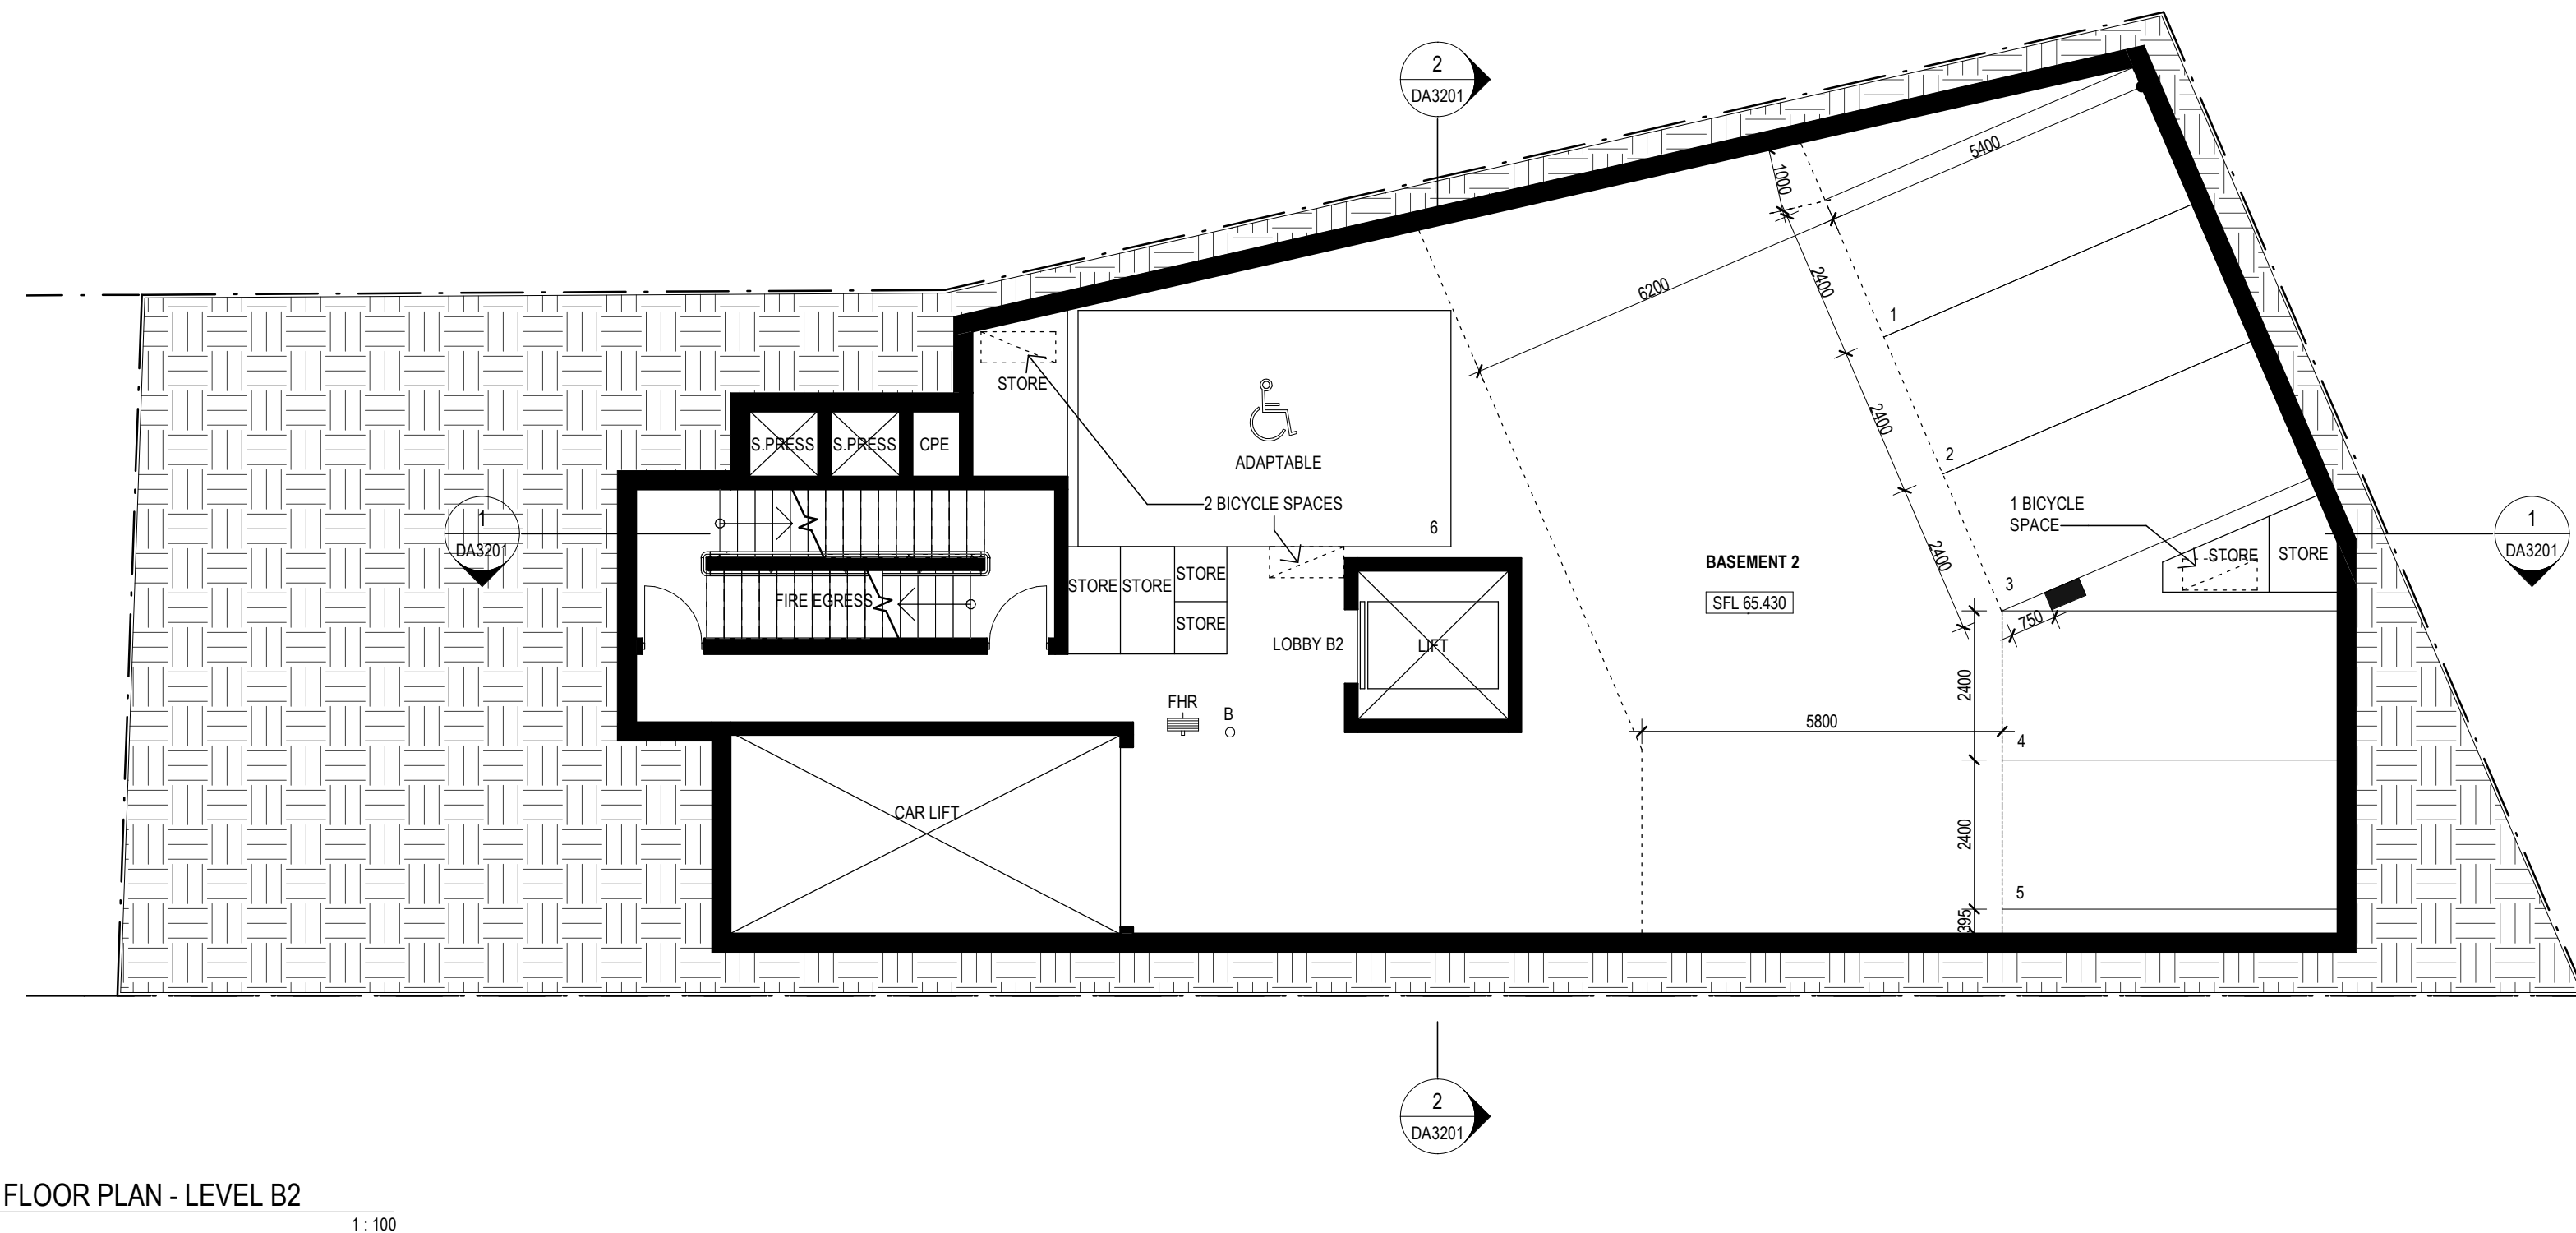 2
DA3201
5400
1000
6200
2400
1
STORE
2400
S.PRESS
S.PRESS
CPE
ADAPTABLE
2
2 BICYCLE SPACES
6
1
DA3201
1 BICYCLE
SPACE
1
DA3201
2400
BASEMENT 2
SFL 65.430
STORE
STORE
STORE
STORE
STORE
STORE
FIRE EGRESS
3
750
LOBBY B2
LIFT
2400
FHR
B
5800
4
CAR LIFT
2400
5
395
2
DA3201
FLOOR PLAN - LEVEL B2
1 : 100